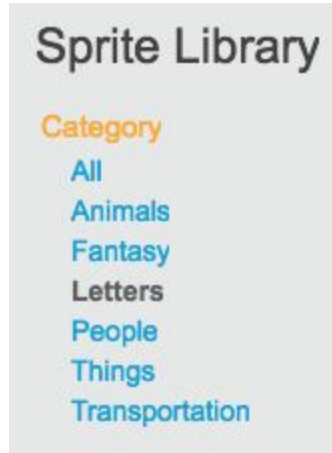 Sprite Library
Category
All
Animals
Fantasy
Letters
People
Things
Transportation